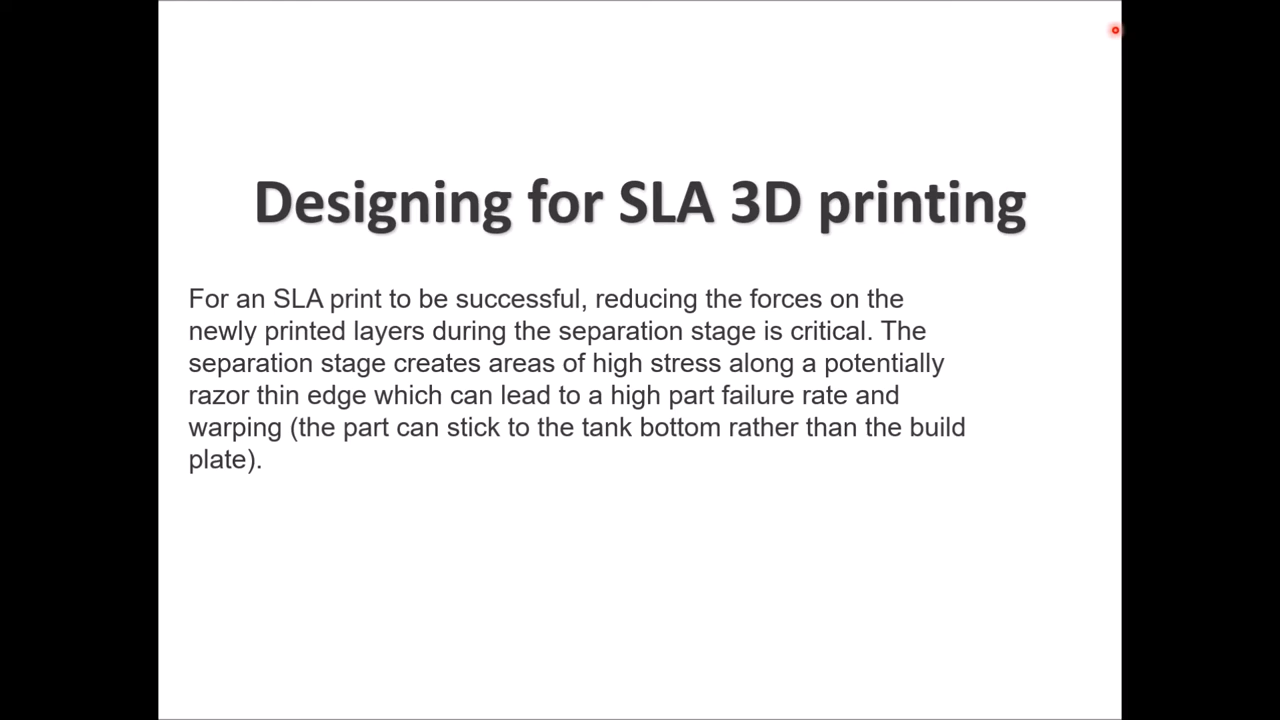 Designing for SLA 3D printing
For an SLA print to be successful, reducing the forces on the
newly printed layers during the separation stage is critical. The
separation stage creates areas of high stress along a potentially
razor thin edge which can lead to a high part failure rate and
warping (the part can stick to the tank bottom rather than the build
plate).